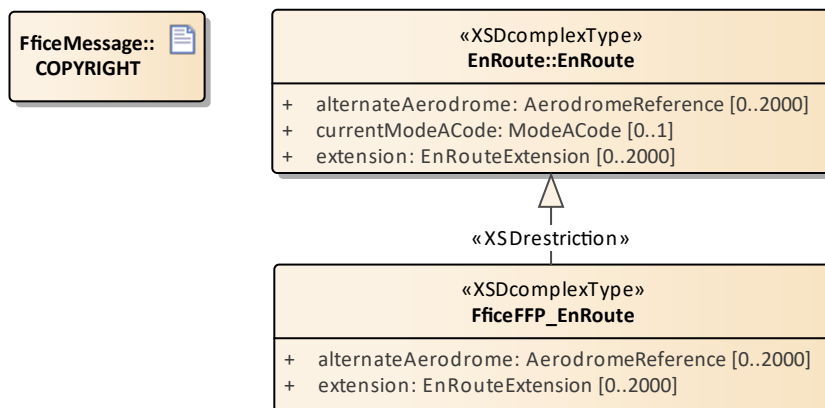 FficeMessage::
COPYRIGHT
«XSDcomplexType»
EnRoute::EnRoute
+ alternateAerodrome: AerodromeReference [0..2000]
+ currentModeACode: ModeACode [0..1]
+ extension: EnRouteExtension [0..2000]
«XSDrestriction»
«XSDcomplexType»
FficeFFP_EnRoute
+ alternateAerodrome: AerodromeReference [0..2000]
+ extension: EnRouteExtension [0..2000]